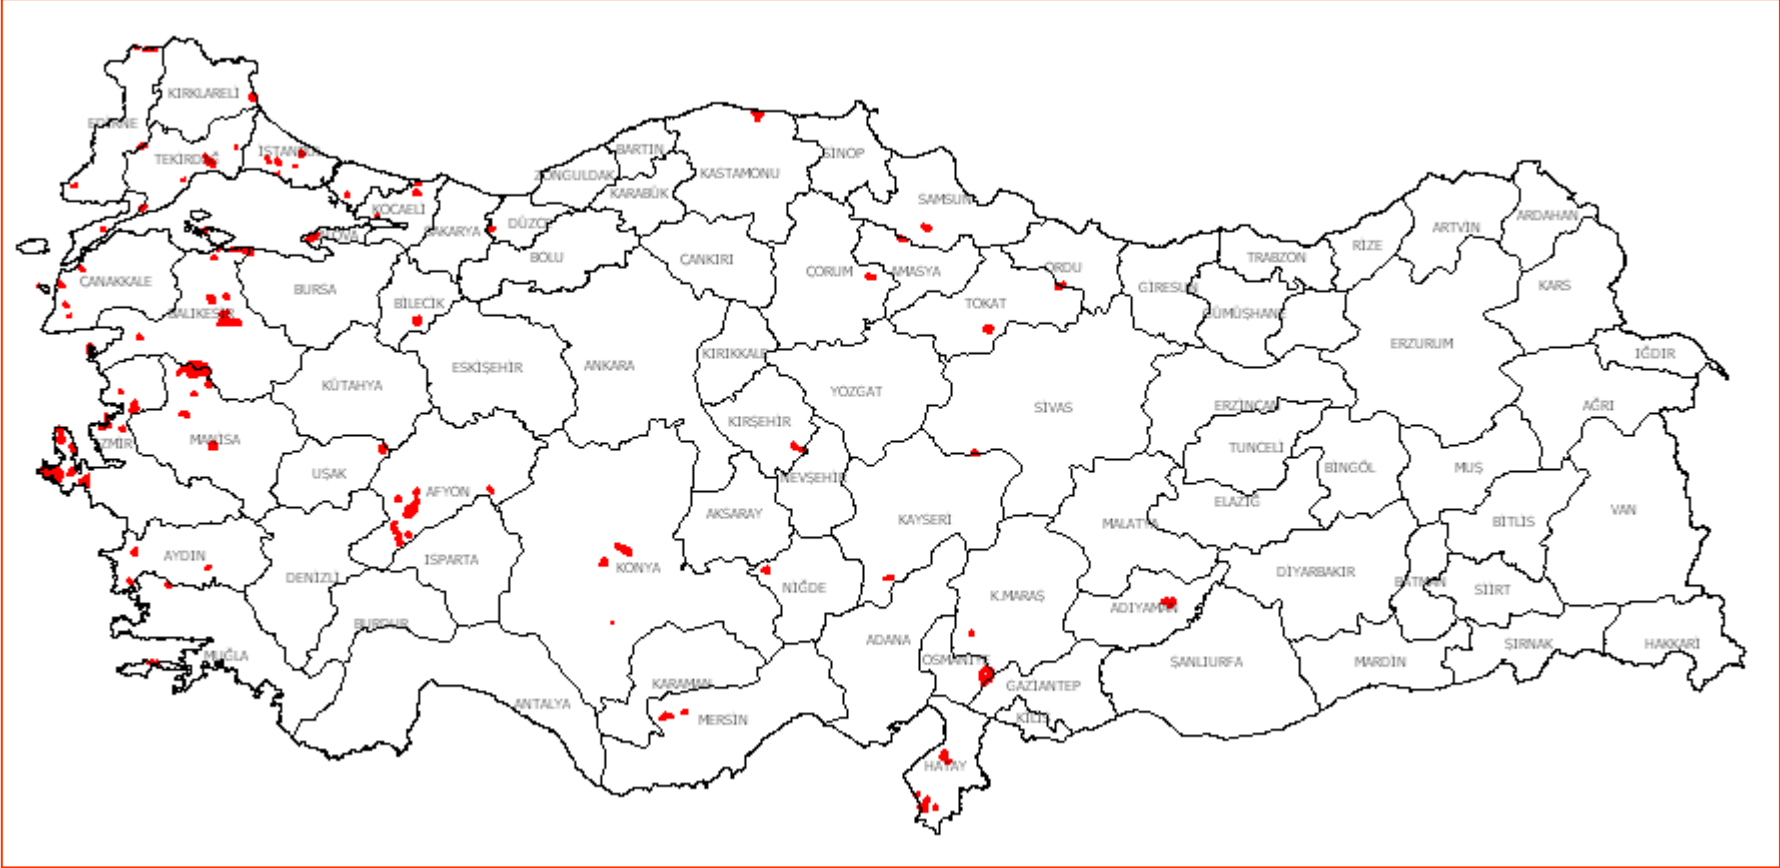 KIRKLARELİ
EDİRNE
TEKİRDAĞ
İSTANBUL
BARTIN
SİNOP
ZONGULDAK
KASTAMONU
KARABÜK
SAMSUN
KOCAELİ
ARDAHAN
DÜZCE
ARTVİN
SAKARYA
YALOVA
RİZE
BOLU
ÇANKIRI
TRABZON
ORDU
ÇORUM
AMASYA
ÇANAKKALE
BURSA
GİRESUN
KARS
BİLECİK
TOKAT
BALIKESİR
GÜMÜŞHANE
ERZURUM
KIRIKKALE
IĞDIR
ESKİŞEHİR
ANKARA
KÜTAHYA
YOZGAT
SİVAS
ERZİNCAN
AĞRI
KIRŞEHİR
İZMİR
MANİSA
TUNCELİ
BİNGÖL
MUŞ
UŞAK
NEVŞEHİR
AFYON
ELAZIĞ
VAN
AKSARAY
KAYSERİ
MALATYA
BİTLİS
AYDIN
ISPARTA
KONYA
DENİZLİ
DİYARBAKIR
BATMAN
NİĞDE
SİİRT
K.MARAŞ
ADIYAMAN
BURDUR
ADANA
ŞIRNAK
HAKKARİ
MUĞLA
OSMANİYE
ŞANLIURFA
MARDİN
KARAMAN
GAZİANTEP
ANTALYA
MERSİN
KİLİS
HATAY